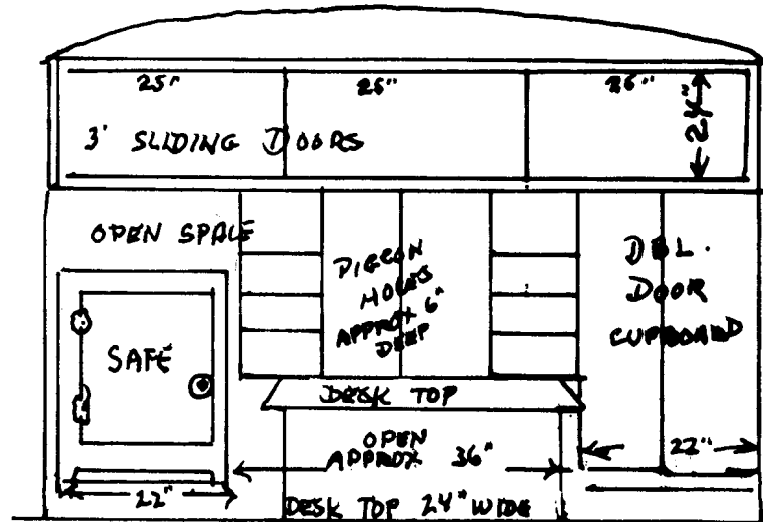 25" 25" 26"
24"
3' SLIDING DOORS
OPEN SPACE
PIGEON
HOLES
APPROX 6"
DEEP
DBL.
DOOR
CUPBOARD
SAFE
DESK TOP
OPEN
APPROX 36"
22"
22"
DESK TOP 24" WIDE